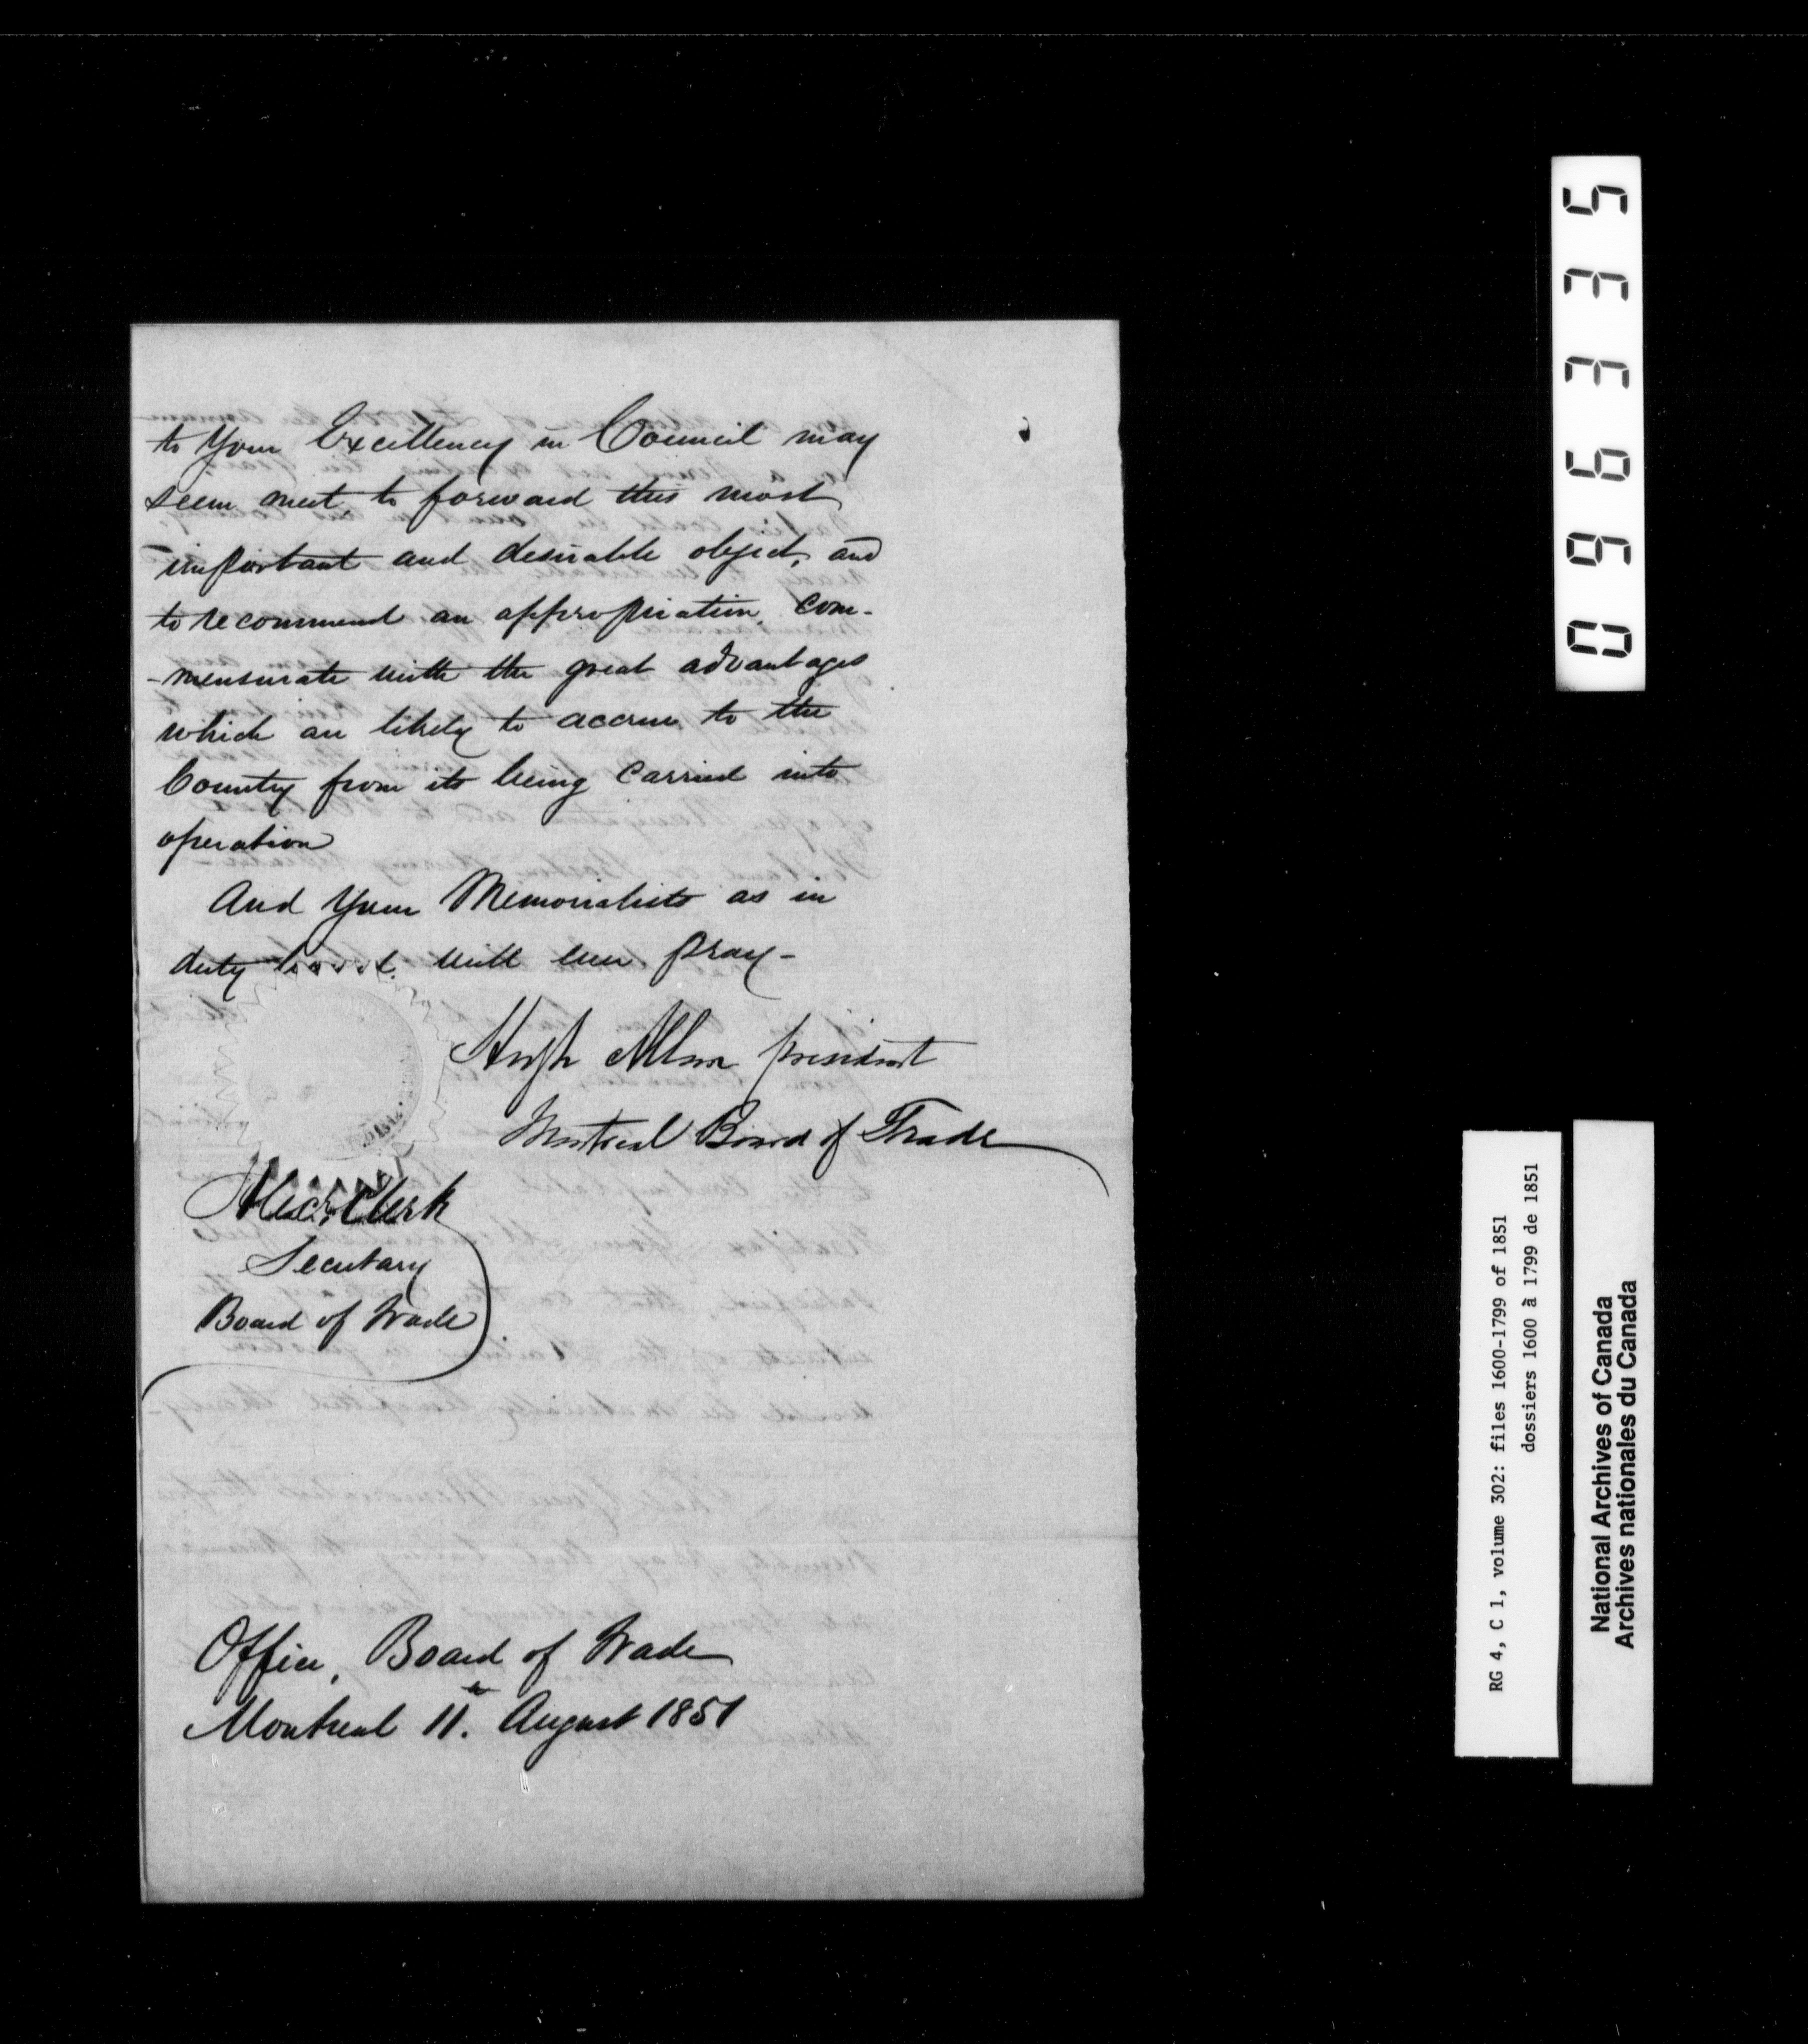 to Your Excellency in Council may
seem meet, to forward this most
important and desirable object, and
to recommend an appropriation, com-
-mensurate with the great advantages
which are likely to accrue to the
Country from its being carried into
operation
And Your Memorialists as in
duty bound will ever pray-
Hugh Allan president
Montreal Board of Trade
Alexr. Clerk
Secretary
Board of Trade
Office, Board of Trade
Montreal 11th August 1851
096335
RG 4, C 1, volume 302: files 1600-1799 of 1851
dossiers 1600 à 1799 de 1851
National Archives of Canada
Archives nationales du Canada